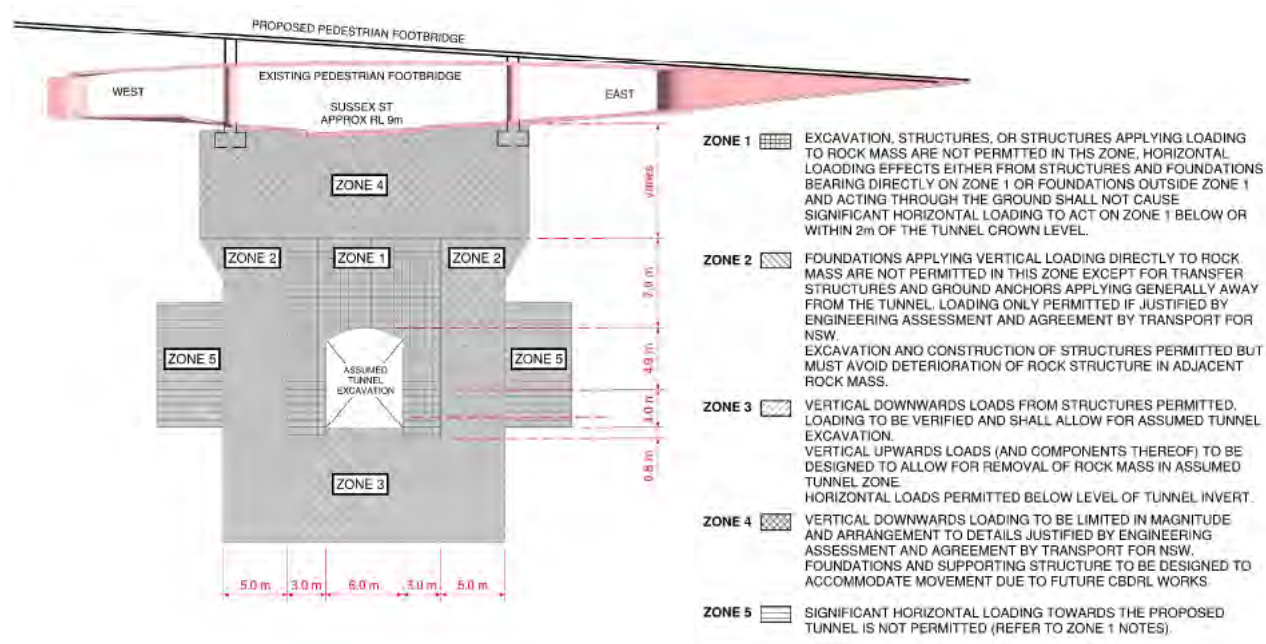 PROPOSED PEDESTRIAN FOOTBRIDGE
EXISTING PEDESTRIAN FOOTBRIDGE
WEST
EAST
SUSSEX ST
APPROX RL 9m
ZONE 4
varies
ZONE 2
ZONE 1
ZONE 2
7.0 m
ZONE 5
ASSUMED
TUNNEL
EXCAVATION
ZONE 5
4.9 m
3.0 m
0.8 m
ZONE 3
5.0 m
3.0 m
6.0 m
3.0 m
5.0 m
ZONE 1
EXCAVATION, STRUCTURES, OR STRUCTURES APPLYING LOADING
TO ROCK MASS ARE NOT PERMTTED IN THS ZONE, HORIZONTAL
LOAODING EFFECTS EITHER FROM STRUCTURES AND FOUNDATIONS
BEARING DIRECTLY ON ZONE 1 OR FOUNDATIONS OUTSIDE ZONE 1
AND ACTING THROUGH THE GROUND SHALL NOT CAUSE
SIGNIFICANT HORIZONTAL LOADING TO ACT ON ZONE 1 BELOW OR
WITHIN 2m OF THE TUNNEL CROWN LEVEL.
ZONE 2
FOUNDATIONS APPLYING VERTICAL LOADING DIRECTLY TO ROCK
MASS ARE NOT PERMITTED IN THIS ZONE EXCEPT FOR TRANSFER
STRUCTURES AND GROUND ANCHORS APPLYING GENERALLY AWAY
FROM THE TUNNEL. LOADING ONLY PERMITTED IF JUSTIFIED BY
ENGINEERING ASSESSMENT AND AGREEMENT BY TRANSPORT FOR
NSW.
EXCAVATION ANO CONSTRUCTION OF STRUCTURES PERMITTED BUT
MUST AVOID DETERIORATION OF ROCK STRUCTURE IN ADJACENT
ROCK MASS.
ZONE 3
VERTICAL DOWNWARDS LOADS FROM STRUCTURES PERMITTED,
LOADING TO BE VERIFIED AND SHALL ALLOW FOR ASSUMED TUNNEL
EXCAVATION.
VERTICAL UPWARDS LOADS (AND COMPONENTS THEREOF) TO BE
DESIGNED TO ALLOW FOR REMOVAL OF ROCK MASS IN ASSUMED
TUNNEL ZONE.
HORIZONTAL LOADS PERMITTED BELOW LEVEL OF TUNNEL INVERT.
ZONE 4
VERTICAL DOWNWARDS LOADING TO BE LIMITED IN MAGNITUDE
AND ARRANGEMENT TO DETAILS JUSTIFIED BY ENGINEERING
ASSESSMENT AND AGREEMENT BY TRANSPORT FOR NSW.
FOUNDATIONS AND SUPPORTING STRUCTURE TO BE DESIGNED TO
ACCOMMODATE MOVEMENT DUE TO FUTURE CBDRL WORKS
ZONE 5
SIGNIFICANT HORIZONTAL LOADING TOWARDS THE PROPOSED
TUNNEL IS NOT PERMITTED (REFER TO ZONE 1 NOTES).